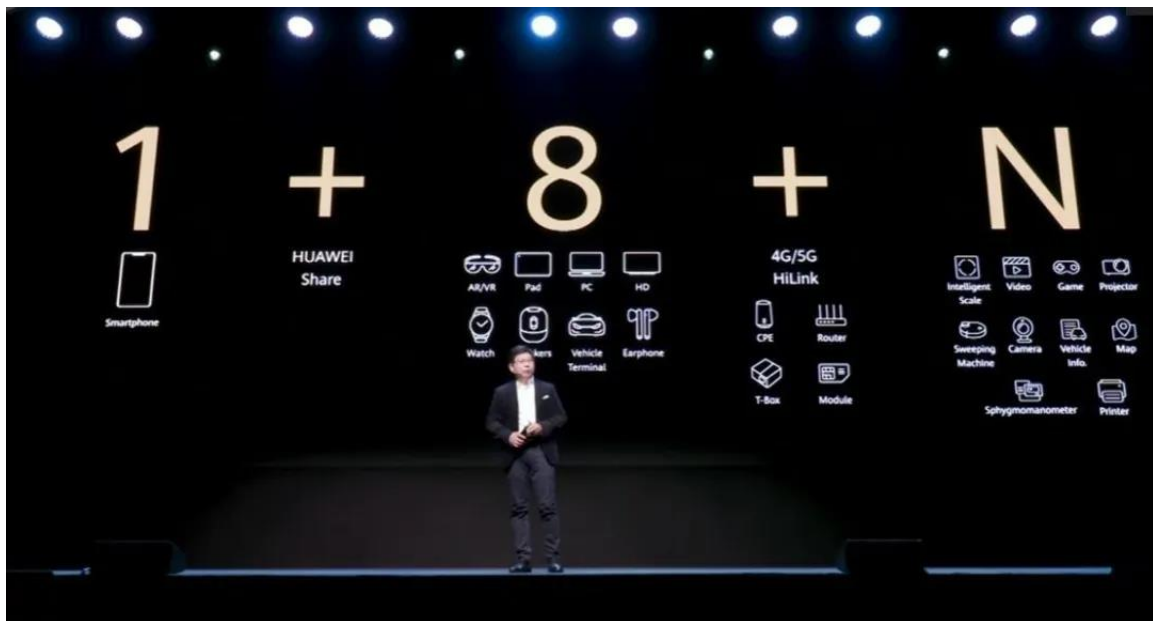 1 + 8 + N
HUAWEI
Share
4G/5G
HiLink
Smartphone
AR/VR
Pad
PC
HD
Watch
kers
Vehicle
Terminal
Earphone
CPE
Router
T-Box
Module
Intelligent
Scale
Video
Game
Projector
Sweeping
Machine
Camera
Vehicle
Info.
Map
Sphygmomanometer
Printer